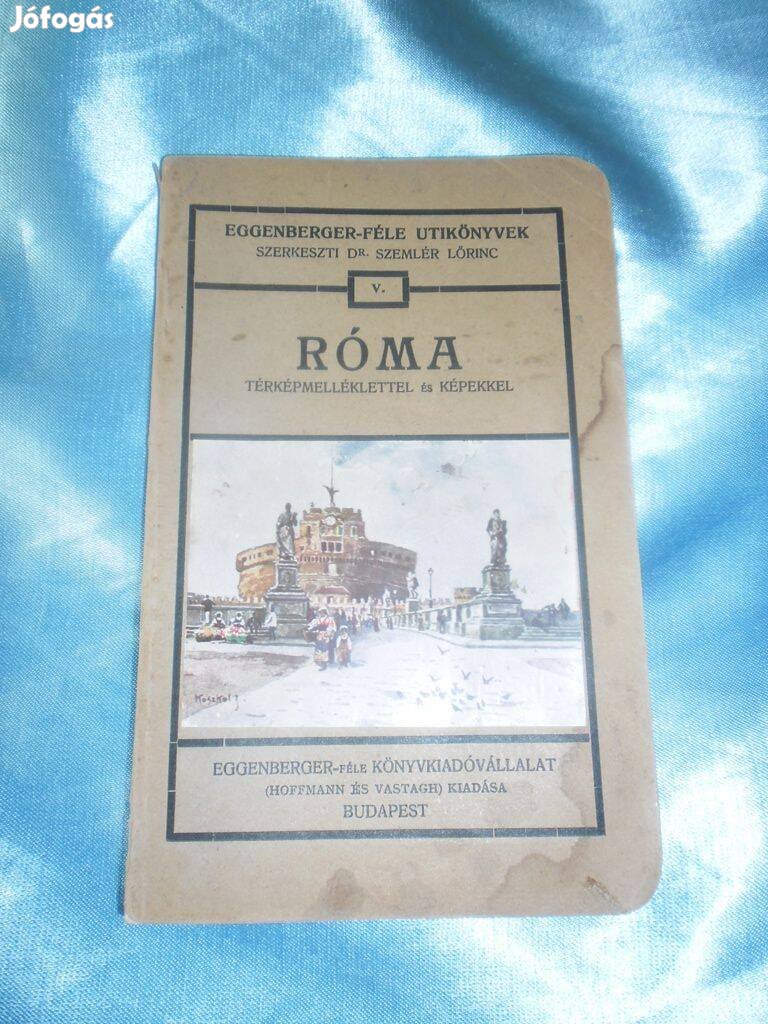 Jófogás
EGGENBERGER-FÉLE UTIKÖNYVEK
SZERKESZTI DR. SZEMLÉR LŐRINC
V.
RÓMA
TÉRKÉPMELLÉKLETTEL és KÉPEKKEL
Koszkol J.
EGGENBERGER-FÉLE KÖNYVKIADÓVÁLLALAT
(HOFFMANN ÉS VASTAGH) KIADÁSA
BUDAPEST